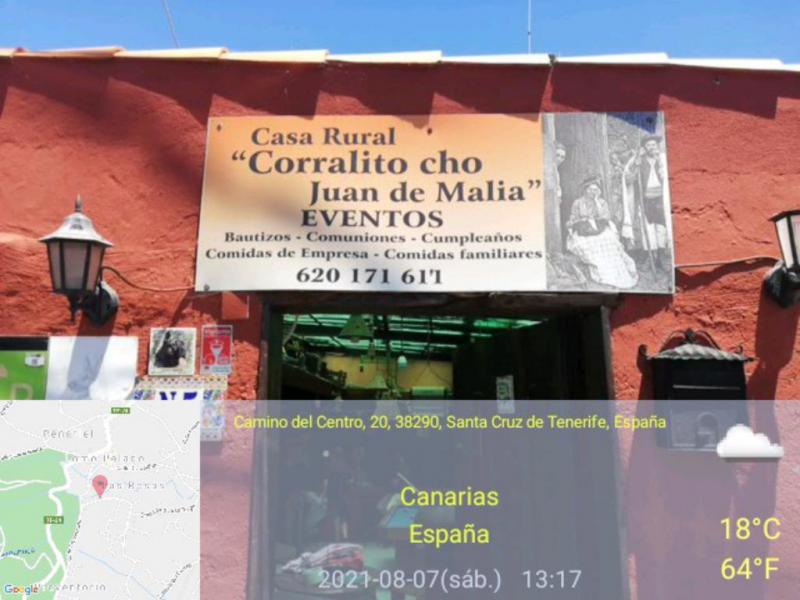 Casa Rural
“Corralito cho
Juan de Malia”
EVENTOS
Bautizos - Comuniones - Cumpleaños
Comidas de Empresa - Comidas familiares
620 171 611
Camino del Centro, 20, 38290, Santa Cruz de Tenerife, España
Canarias
España
2021-08-07(sáb.) 13:17
18°C
64°F
Las Rosas
Google